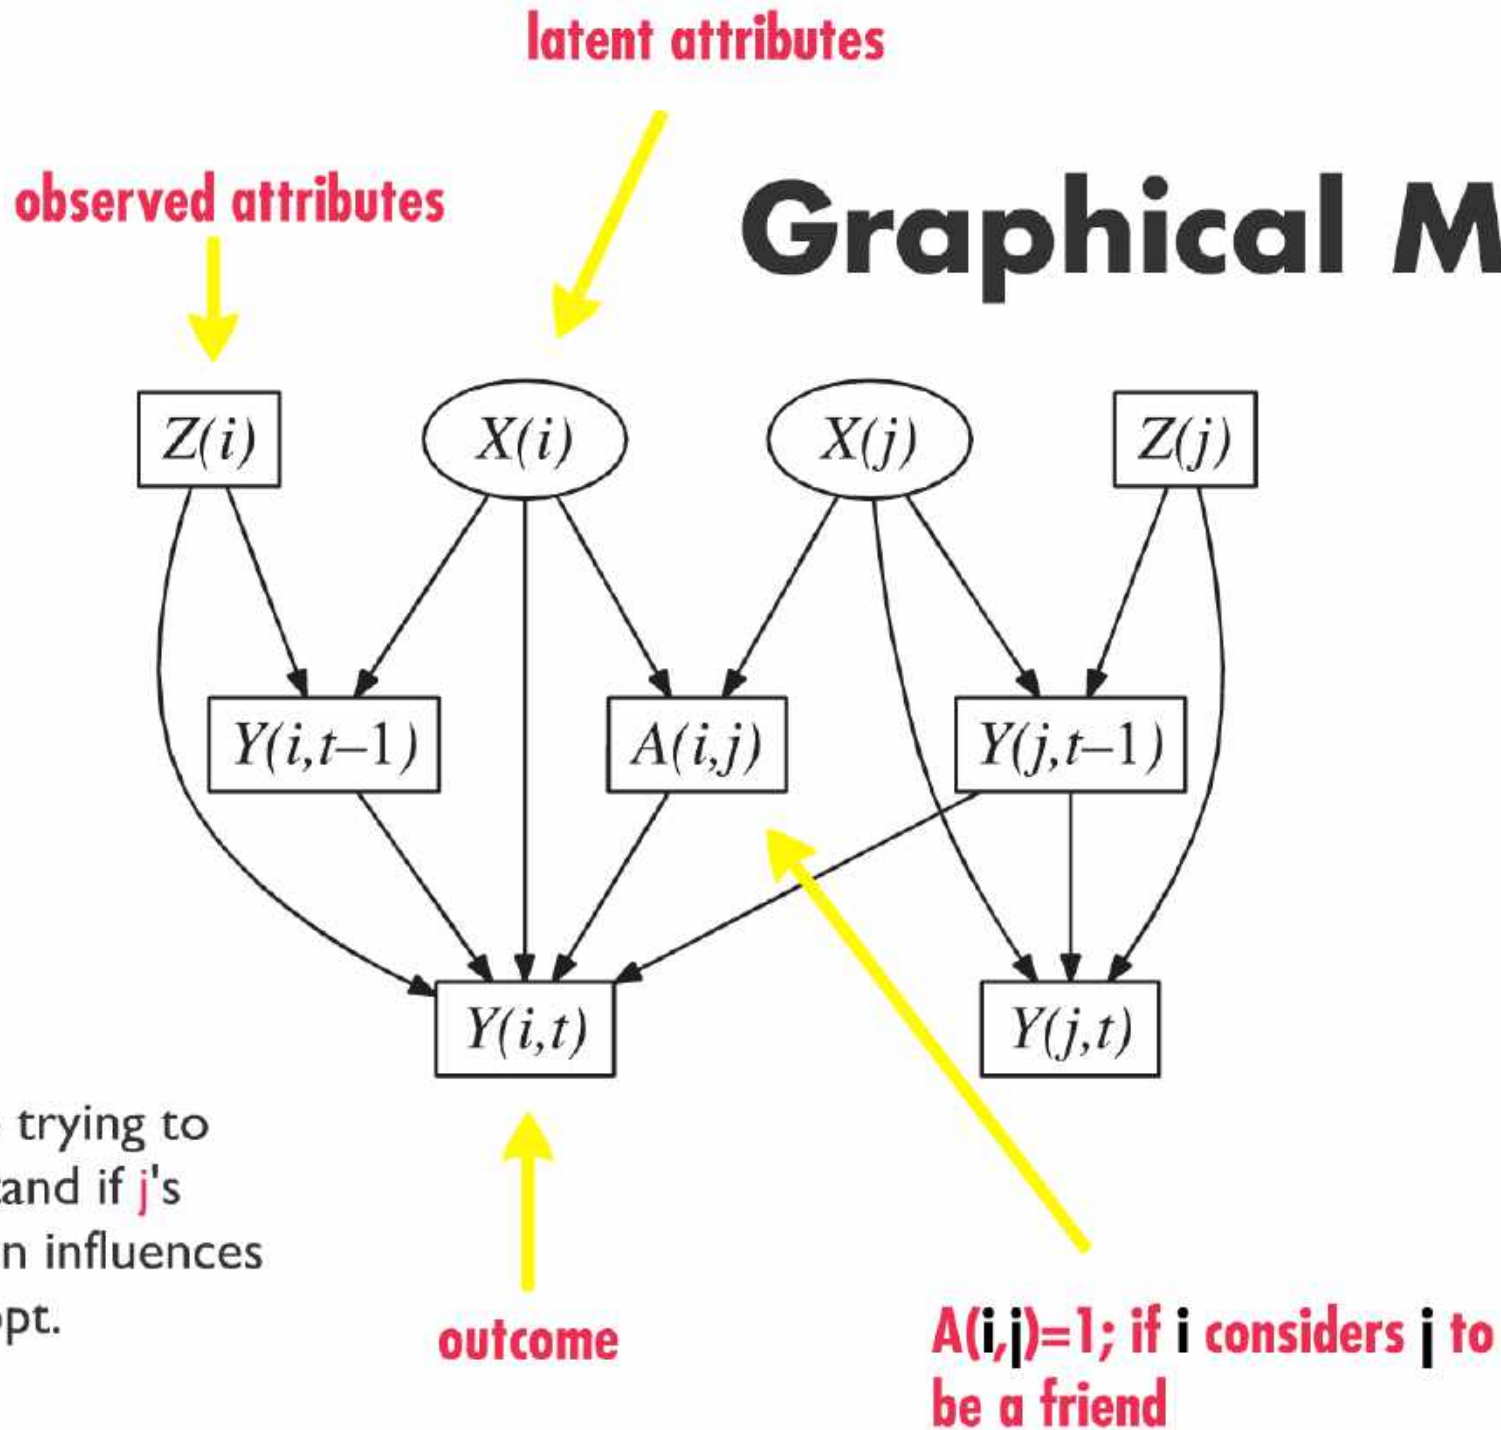 latent attributes
observed attributes
Graphical M
Z(i)
X(i)
X(j)
Z(j)
Y(i,t–1)
A(i,j)
Y(j,t–1)
Y(i,t)
Y(j,t)
trying to
and if j's
n influences
pt.
outcome
A(i,j)=1; if i considers j to
be a friend